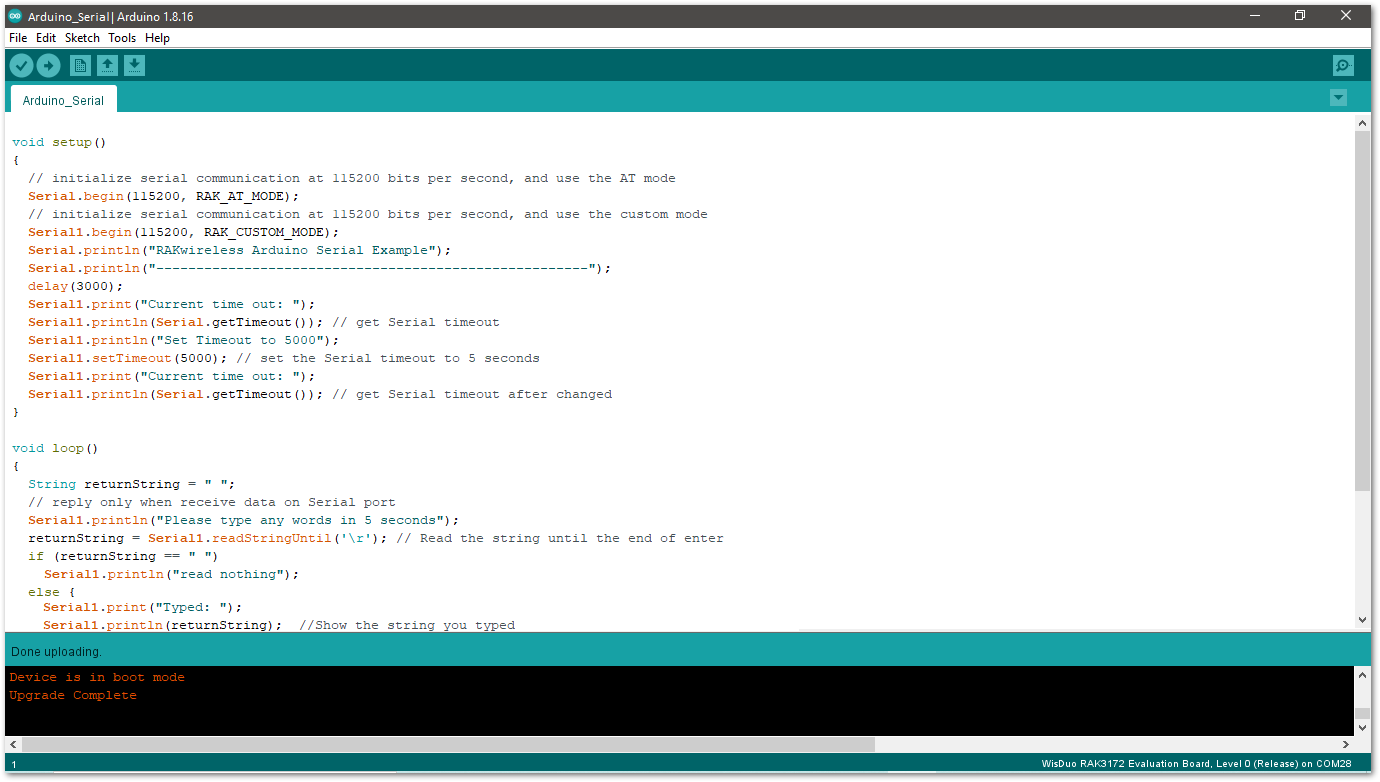 Arduino_Serial | Arduino 1.8.16
File Edit Sketch Tools Help
Arduino_Serial
void setup()
{
  // initialize serial communication at 115200 bits per second, and use the AT mode
  Serial.begin(115200, RAK_AT_MODE);
  // initialize serial communication at 115200 bits per second, and use the custom mode
  Serial1.begin(115200, RAK_CUSTOM_MODE);
  Serial.println("RAKwireless Arduino Serial Example");
  Serial.println("------------------------------------------------------");
  delay(3000);
  Serial1.print("Current time out: ");
  Serial1.println(Serial.getTimeout()); // get Serial timeout
  Serial1.println("Set Timeout to 5000");
  Serial1.setTimeout(5000); // set the Serial timeout to 5 seconds
  Serial1.print("Current time out: ");
  Serial1.println(Serial.getTimeout()); // get Serial timeout after changed
}
void loop()
{
  String returnString = " ";
  // reply only when receive data on Serial port
  Serial1.println("Please type any words in 5 seconds");
  returnString = Serial1.readStringUntil('\r'); // Read the string until the end of enter
  if (returnString == " ")
    Serial1.println("read nothing");
  else {
    Serial1.print("Typed: ");
    Serial1.println(returnString);  //Show the string you typed
Done uploading.
Device is in boot mode
Upgrade Complete
1
WisDuo RAK3172 Evaluation Board, Level 0 (Release) on COM28